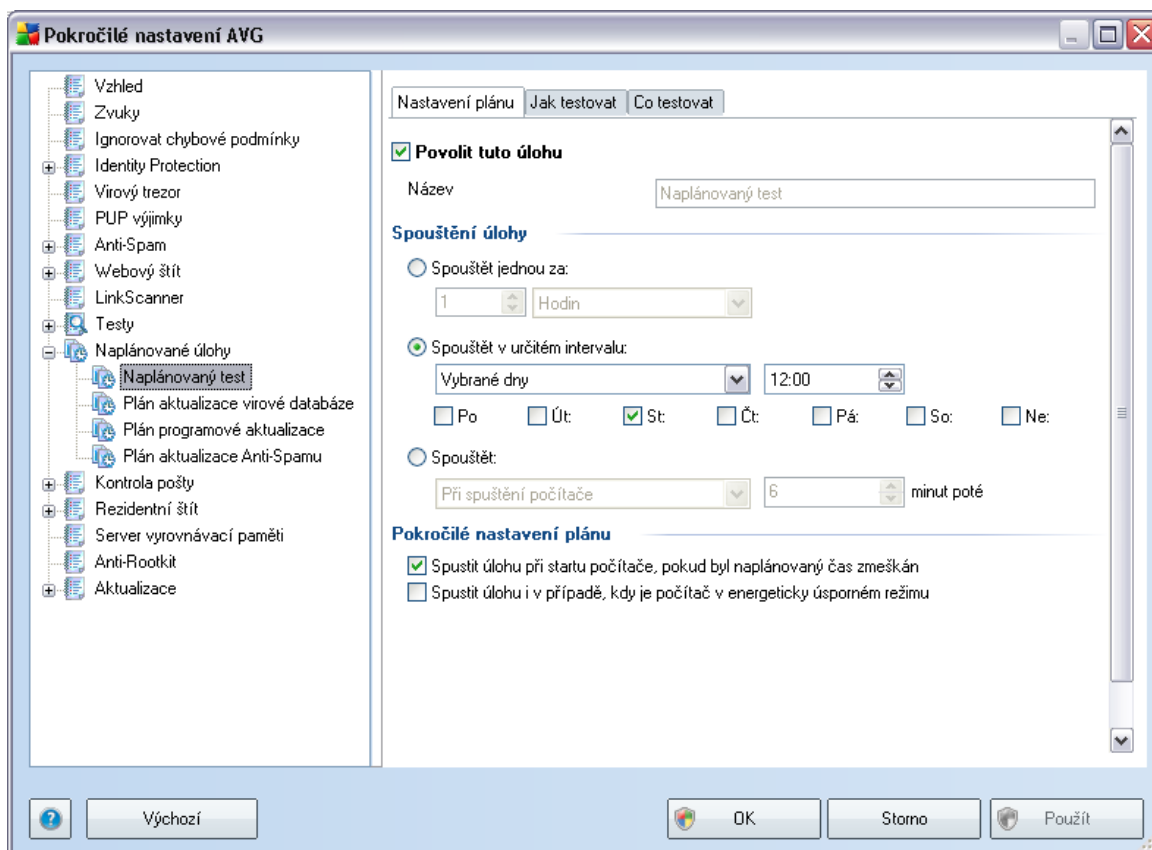 Pokročilé nastavení AVG
Vzhled
Zvuky
Ignorovat chybové podmínky
Identity Protection
Virový trezor
PUP výjimky
Anti-Spam
Webový štít
LinkScanner
Testy
Naplánované úlohy
Naplánovaný test
Plán aktualizace virové databáze
Plán programové aktualizace
Plán aktualizace Anti-Spamu
Kontrola pošty
Rezidentní štít
Server vyrovnávací paměti
Anti-Rootkit
Aktualizace
Nastavení plánu Jak testovat Co testovat
Povolit tuto úlohu
Název Naplánovaný test
Spouštění úlohy
Spouštět jednou za:
1 Hodin
Spouštět v určitém intervalu:
Vybrané dny 12:00
Po Út: St: Čt: Pá: So: Ne:
Spouštět:
Při spuštění počítače 6 minut poté
Pokročilé nastavení plánu
Spustit úlohu při startu počítače, pokud byl naplánovaný čas zmeškán
Spustit úlohu i v případě, kdy je počítač v energeticky úsporném režimu
? Výchozí OK Storno Použít